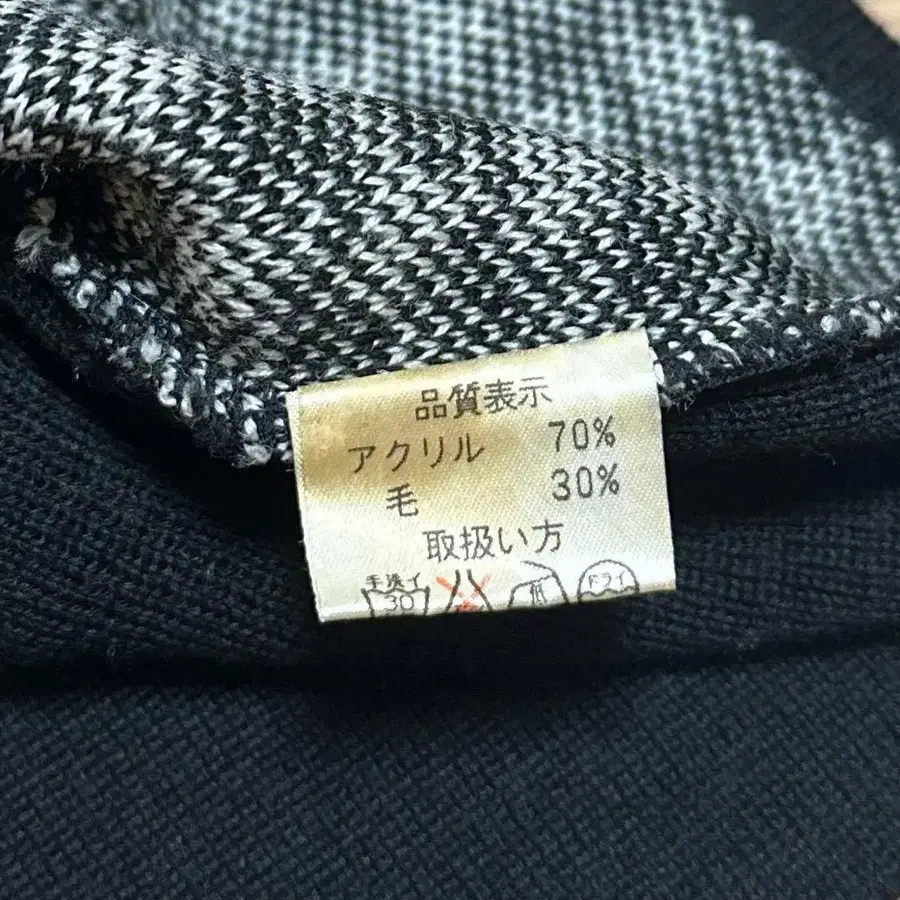 品質表示
アクリル 70%
毛 30%
取扱い方
手洗イ 30 低 ドライ